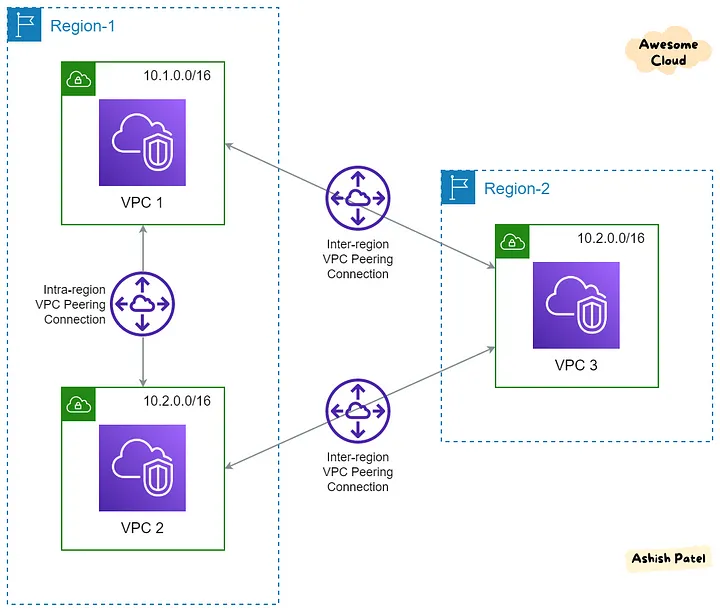 Region-1
Awesome
Cloud
10.1.0.0/16
VPC 1
Region-2
10.2.0.0/16
VPC 3
Inter-region
VPC Peering
Connection
Intra-region
VPC Peering
Connection
10.2.0.0/16
VPC 2
Inter-region
VPC Peering
Connection
Ashish Patel